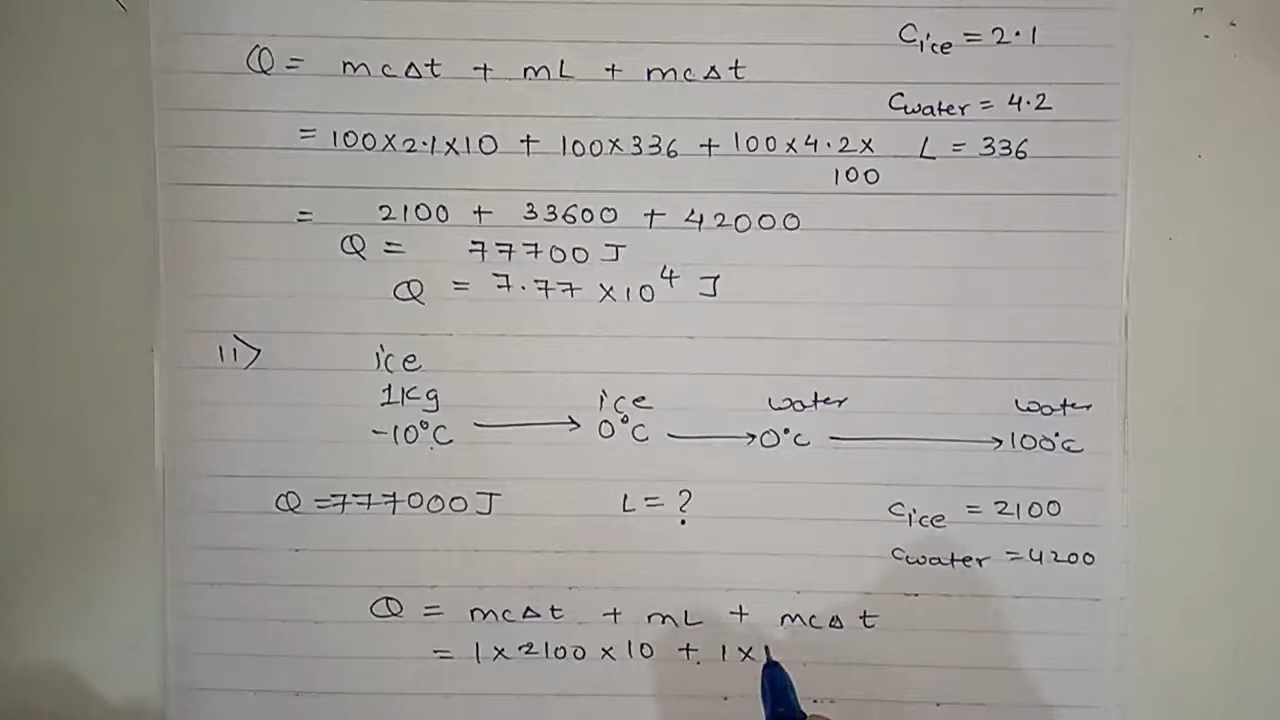 Cice = 2.1
Q = mcΔt + mL + mcΔt
Cwater = 4.2
= 100×2.1×10 + 100×336 + 100×4.2×
L = 336
100
= 2100 + 33600 + 42000
Q = 77700 J
Q = 7.77 ×10⁴ J
11>
ice
1Kg
-10°C
ice
0°C
water
0°C
water
100°C
Q =777000J
L = ?
Cice = 2100
Cwater =4200
Q = mcΔt + mL + mcΔt
= 1 × 2100 × 10 + 1 ×